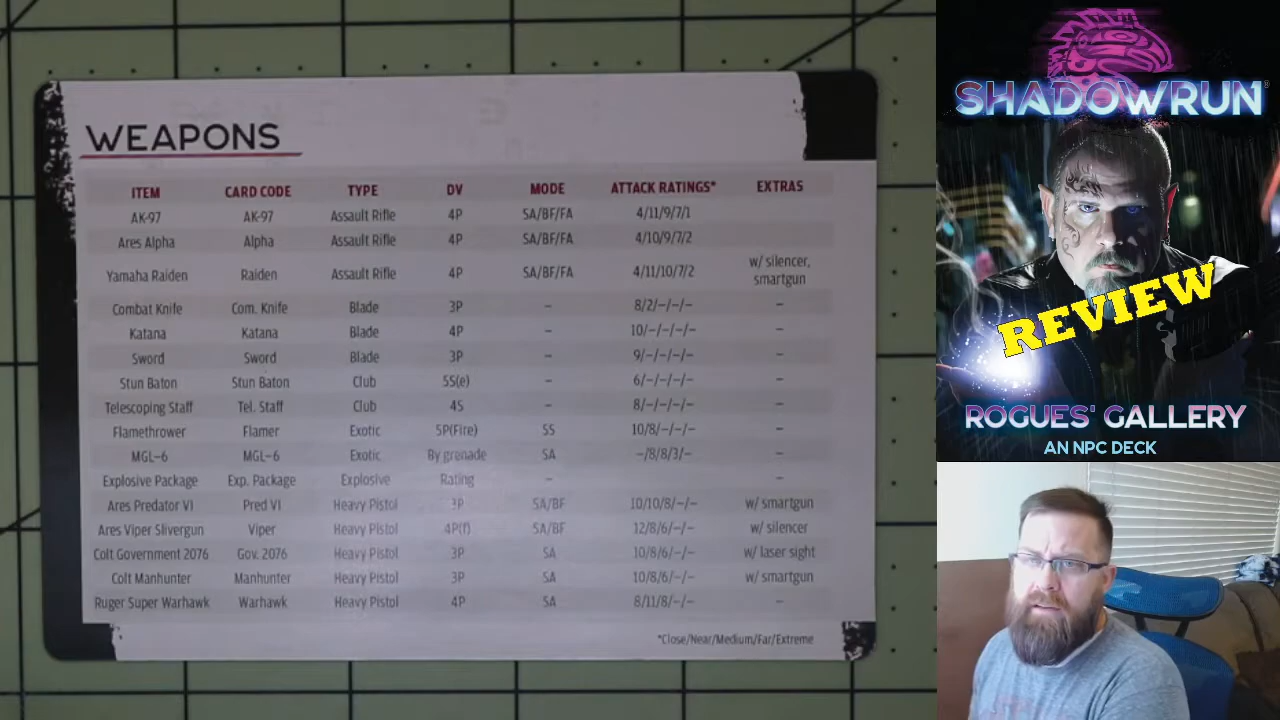 WEAPONS
ITEM CARD CODE TYPE DV MODE ATTACK RATINGS* EXTRAS
AK-97 AK-97 Assault Rifle 4P SA/BF/FA 4/11/9/7/1
Ares Alpha Alpha Assault Rifle 4P SA/BF/FA 4/10/9/7/2
Yamaha Raiden Raiden Assault Rifle 4P SA/BF/FA 4/11/10/7/2 w/ silencer,
smartgun
Combat Knife Com. Knife Blade 3P – 8/2/–/–/– –
Katana Katana Blade 4P – 10/–/–/–/– –
Sword Sword Blade 3P – 9/–/–/–/– –
Stun Baton Stun Baton Club 5S(e) – 6/–/–/–/– –
Telescoping Staff Tel. Staff Club 4S – 8/–/–/–/– –
Flamethrower Flamer Exotic 5P(Fire) SS 10/8/–/–/– –
MGL–6 MGL–6 Exotic By grenade SA –/8/8/3/– –
Explosive Package Exp. Package Explosive Rating – –
Ares Predator VI Pred VI Heavy Pistol 3P SA/BF 10/10/8/–/– w/ smartgun
Ares Viper Slivergun Viper Heavy Pistol 4P(f) SA/BF 12/8/6/–/– w/ silencer
Colt Government 2076 Gov. 2076 Heavy Pistol 3P SA 10/8/6/–/– w/ laser sight
Colt Manhunter Manhunter Heavy Pistol 3P SA 10/8/6/–/– w/ smartgun
Ruger Super Warhawk Warhawk Heavy Pistol 4P SA 8/11/8/–/– –
*Close/Near/Medium/Far/Extreme
SHADOWRUN®
REVIEW
ROGUES' GALLERY
AN NPC DECK